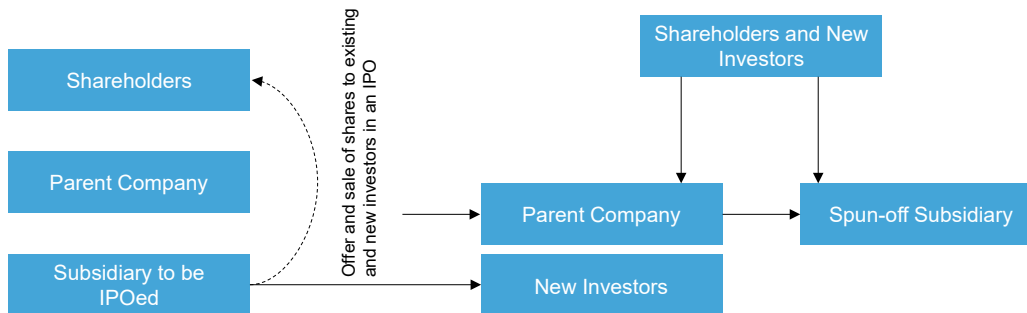 Shareholders
Parent Company
Subsidiary to be
IPOed
Offer and sale of shares to existing
and new investors in an IPO
Shareholders and New
Investors
Parent Company
Spun-off Subsidiary
New Investors